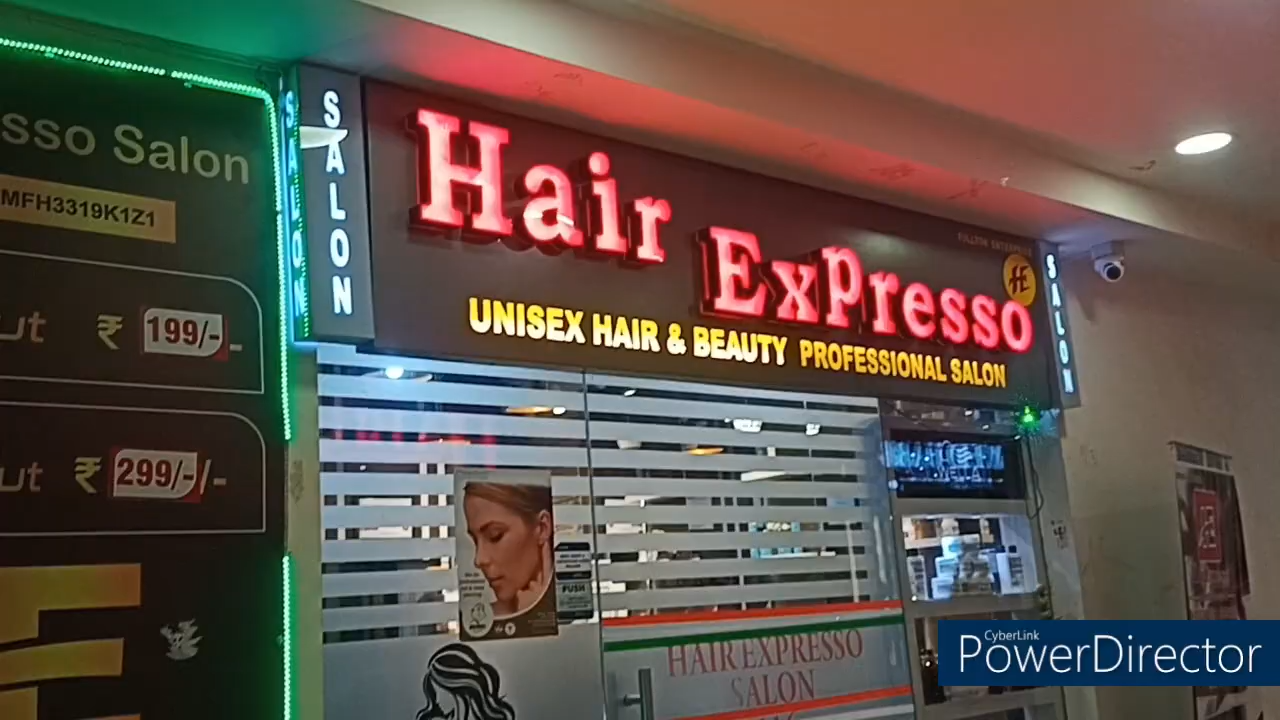 sso Salon
MFH3319K1Z1
ut ₹ 199/-
ut ₹ 299/-/-
SALON
SALON
Hair ExPresso
HE
UNISEX HAIR & BEAUTY PROFESSIONAL SALON
SALON
PUSH
HAIR EXPRESSO
SALON
CyberLink
PowerDirector